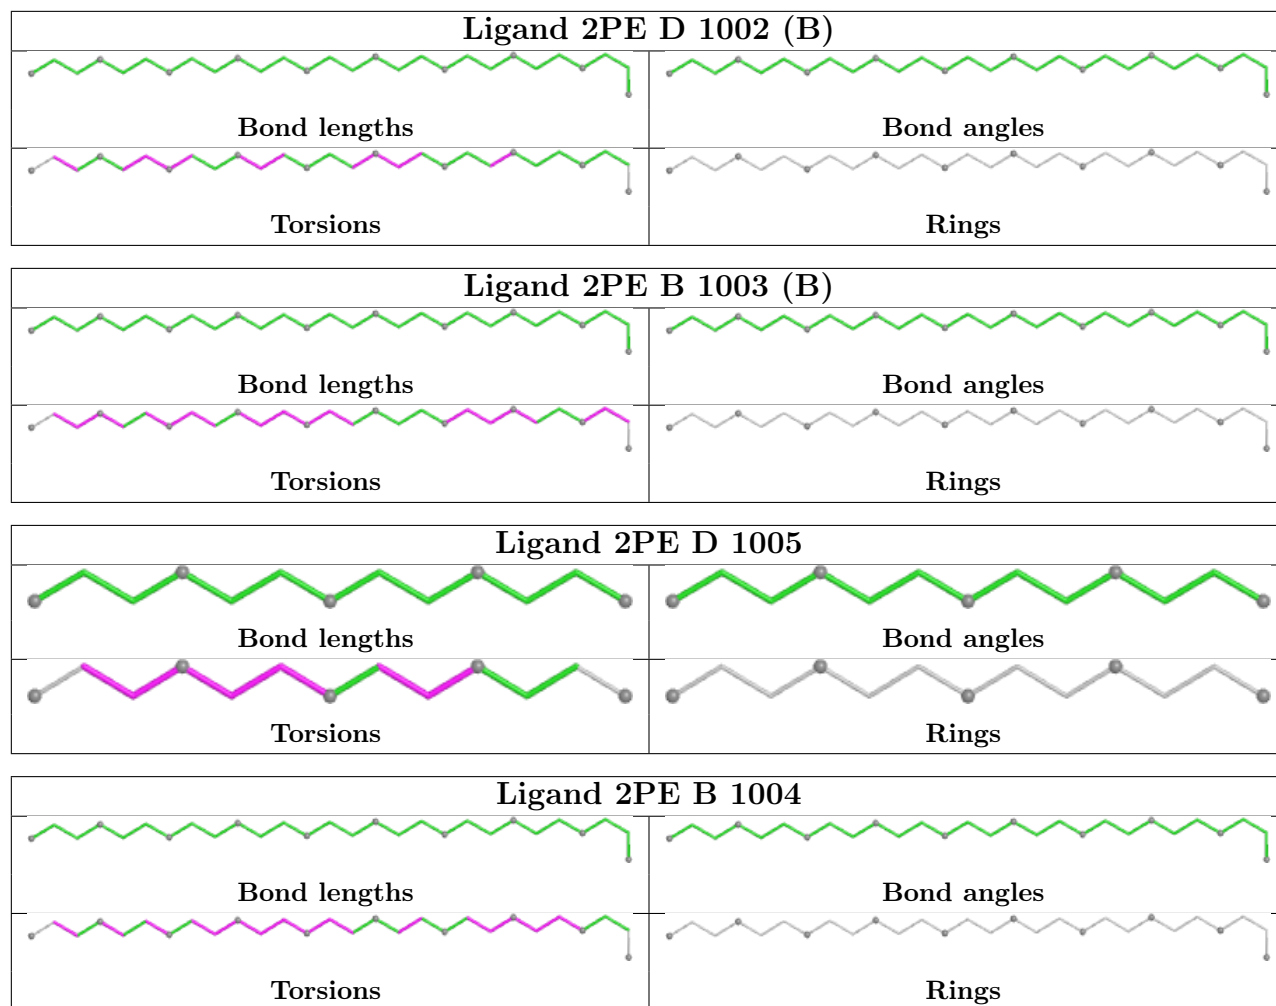 Ligand 2PE D 1002 (B)
Bond lengths
Bond angles
Torsions
Rings
Ligand 2PE B 1003 (B)
Bond lengths
Bond angles
Torsions
Rings
Ligand 2PE D 1005
Bond lengths
Bond angles
Torsions
Rings
Ligand 2PE B 1004
Bond lengths
Bond angles
Torsions
Rings